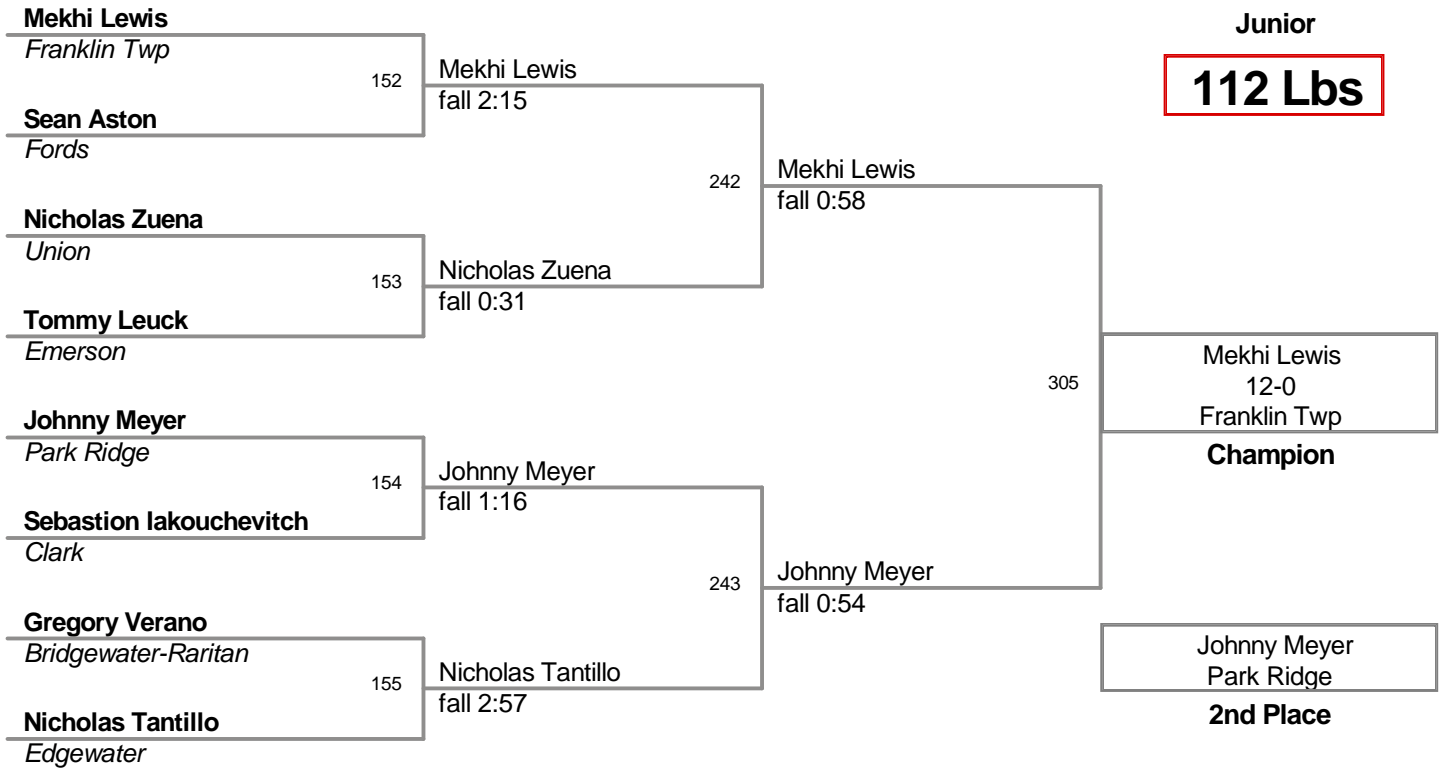 Mekhi Lewis
Franklin Twp
152
Sean Aston
Fords
Nicholas Zuena
Union
153
Tommy Leuck
Emerson
Johnny Meyer
Park Ridge
154
Sebastion Iakouchevitch
Clark
Gregory Verano
Bridgewater-Raritan
155
Nicholas Tantillo
Edgewater
Mekhi Lewis
fall 2:15
242
Nicholas Zuena
fall 0:31
Johnny Meyer
fall 1:16
243
Nicholas Tantillo
fall 2:57
Mekhi Lewis
fall 0:58
305
Johnny Meyer
fall 0:54
Junior
112 Lbs
Mekhi Lewis
12-0
Franklin Twp
Champion
Johnny Meyer
Park Ridge
2nd Place